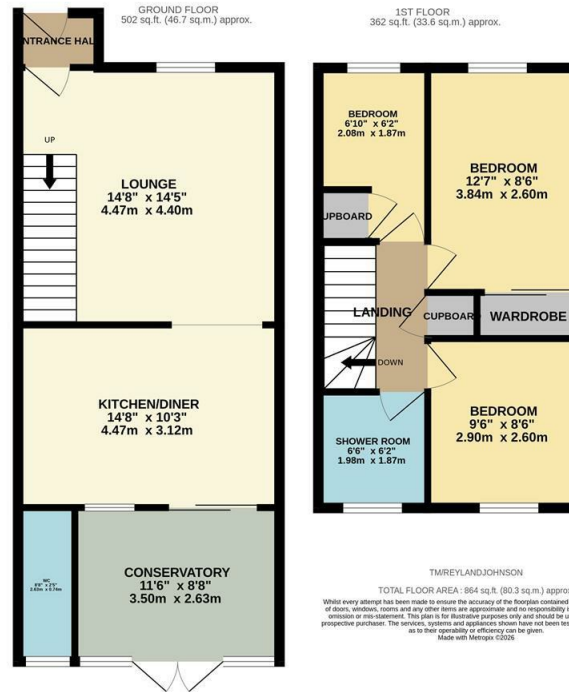 GROUND FLOOR
502 sq.ft. (46.7 sq.m.) approx.
NTRANCE HAL
UP
LOUNGE
14'8" x 14'5"
4.47m x 4.40m
KITCHEN/DINER
14'8" x 10'3"
4.47m x 3.12m
WC
CONSERVATORY
11'6" x 8'8"
3.50m x 2.63m
1ST FLOOR
362 sq.ft. (33.6 sq.m.) approx.
BEDROOM
6'10" x 6'2"
2.08m x 1.87m
BEDROOM
12'7" x 8'6"
3.84m x 2.60m
UPBOARD
LANDING
CUPBOAR
WARDROBE
DOWN
BEDROOM
9'6" x 8'6"
2.90m x 2.60m
SHOWER ROOM
6'6" x 6'2"
1.98m x 1.87m
TM/REYLANDJOHNSON
TOTAL FLOOR AREA : 864 sq.ft. (80.3 sq.m.) approx
Whilst every attempt has been made to ensure the accuracy of the floorplan contained
of doors, windows, rooms and any other items are approximate and no responsibility i
omission or mis-statement. This plan is for illustrative purposes only and should be u
prospective purchaser. The services, systems and appliances shown have not been tes
as to their operability or efficiency can be given.
Made with Metropix ©2026